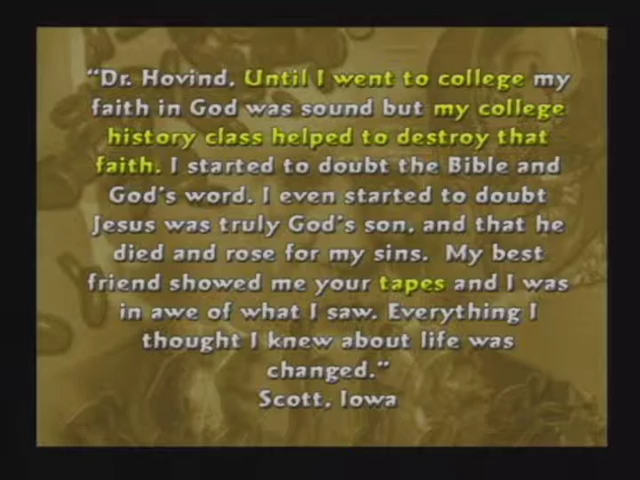 “Dr. Hovind, Until I went to college my
faith in God was sound but my college
history class helped to destroy that
faith. I started to doubt the Bible and
God's word. I even started to doubt
Jesus was truly God's son, and that he
died and rose for my sins. My best
friend showed me your tapes and I was
in awe of what I saw. Everything I
thought I knew about life was
changed.”
Scott, Iowa